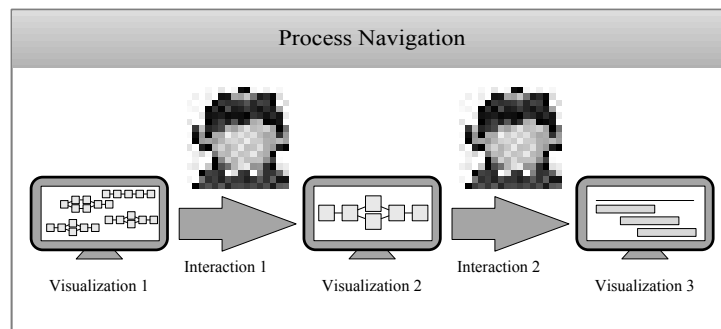 Process Navigation
Interaction 1
Interaction 2
Visualization 1
Visualization 2
Visualization 3